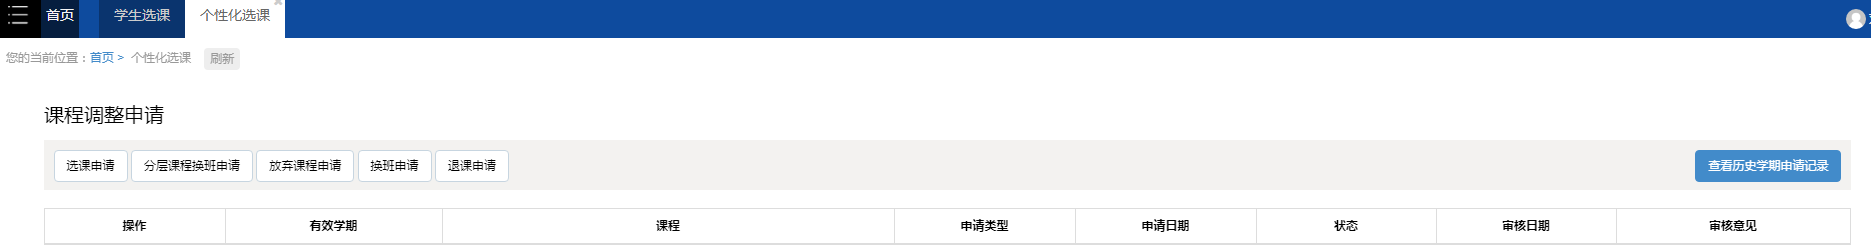 首页 学生选课 个性化选课
您的当前位置：首页 > 个性化选课 刷新
课程调整申请
选课申请 分层课程换班申请 放弃课程申请 换班申请 退课申请 查看历史学期申请记录
操作 有效学期 课程 申请类型 申请日期 状态 审核日期 审核意见